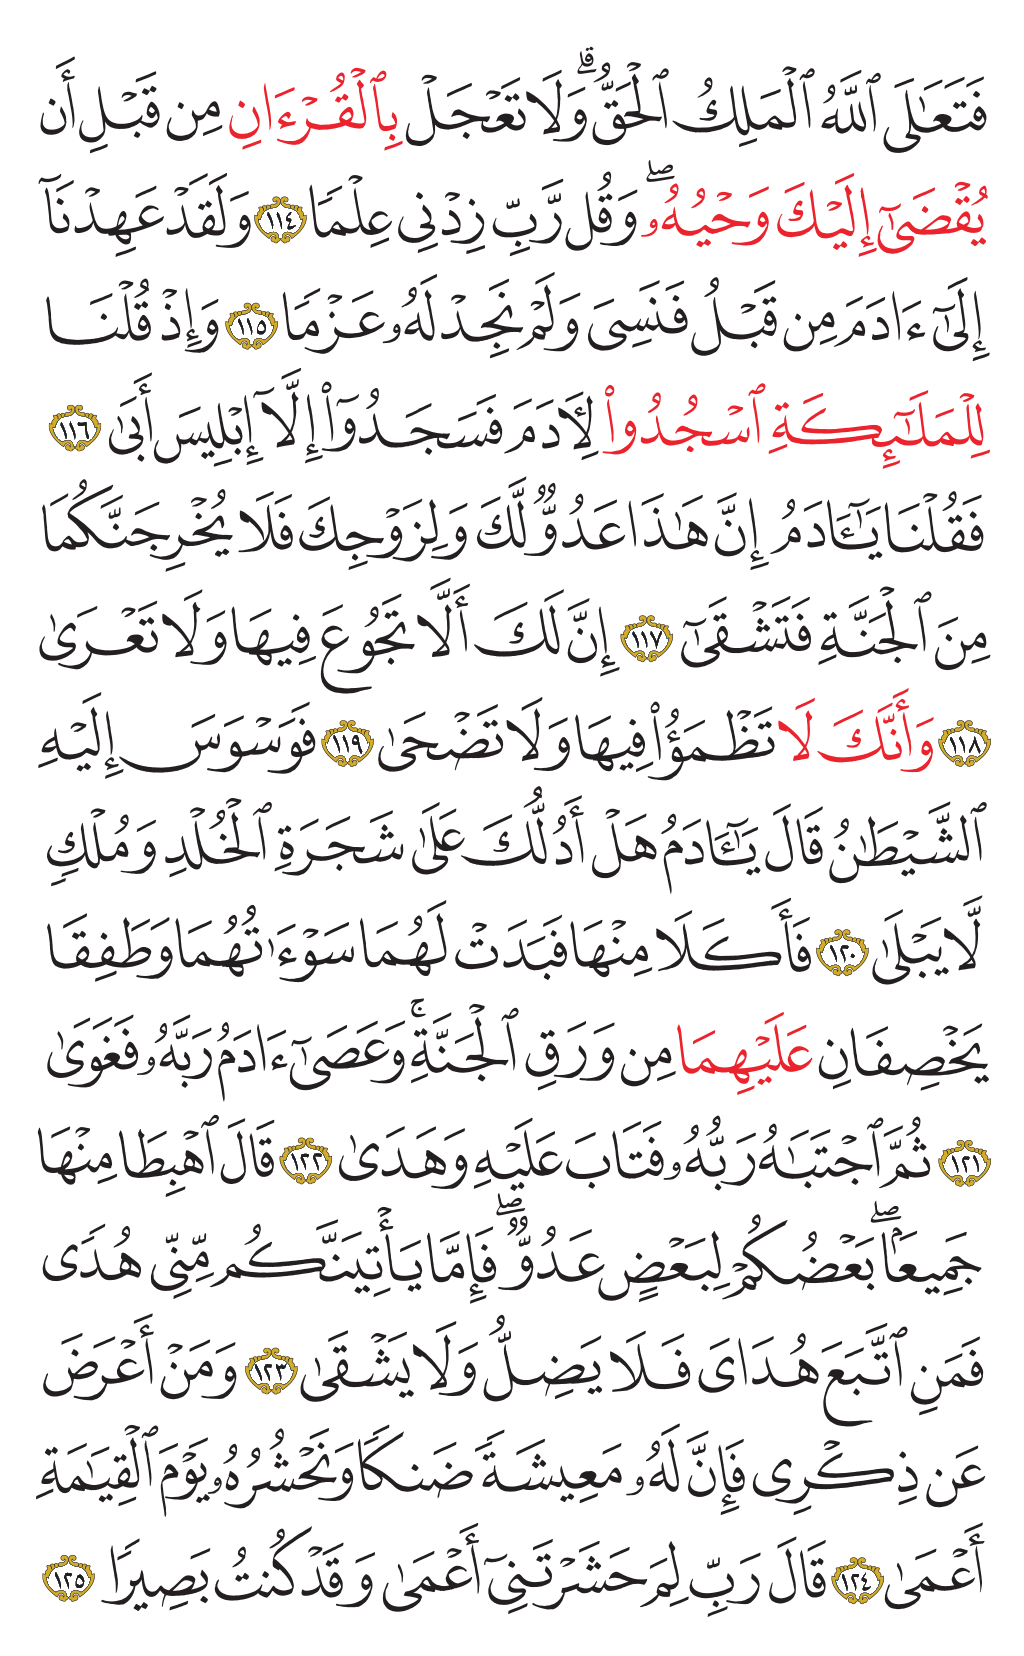 فَتَعَٰلَى ٱللَّهُ ٱلۡمَلِكُ ٱلۡحَقُّۗ وَلَا تَعۡجَلۡ بِٱلۡقُرۡءَانِ مِن قَبۡلِ أَن
يُقۡضَىٰٓ إِلَيۡكَ وَحۡيُهُۥۖ وَقُل رَّبِّ زِدۡنِي عِلۡمٗا ١١٤ وَلَقَدۡ عَهِدۡنَآ
إِلَىٰٓ ءَادَمَ مِن قَبۡلُ فَنَسِيَ وَلَمۡ نَجِدۡ لَهُۥ عَزۡمٗا ١١٥ وَإِذۡ قُلۡنَا
لِلۡمَلَٰٓئِكَةِ ٱسۡجُدُواْ لِأٓدَمَ فَسَجَدُوٓاْ إِلَّآ إِبۡلِيسَ أَبَىٰ ١١٦
فَقُلۡنَا يَٰٓـَٔادَمُ إِنَّ هَٰذَا عَدُوّٞ لَّكَ وَلِزَوۡجِكَ فَلَا يُخۡرِجَنَّكُمَا
مِنَ ٱلۡجَنَّةِ فَتَشۡقَىٰٓ ١١٧ إِنَّ لَكَ أَلَّا تَجُوعَ فِيهَا وَلَا تَعۡرَىٰ
١١٨ وَأَنَّكَ لَا تَظۡمَؤُاْ فِيهَا وَلَا تَضۡحَىٰ ١١٩ فَوَسۡوَسَ إِلَيۡهِ
ٱلشَّيۡطَٰنُ قَالَ يَٰٓـَٔادَمُ هَلۡ أَدُلُّكَ عَلَىٰ شَجَرَةِ ٱلۡخُلۡدِ وَمُلۡكٖ
لَّا يَبۡلَىٰ ١٢٠ فَأَكَلَا مِنۡهَا فَبَدَتۡ لَهُمَا سَوۡءَٰتُهُمَا وَطَفِقَا
يَخۡصِفَانِ عَلَيۡهِمَا مِن وَرَقِ ٱلۡجَنَّةِۚ وَعَصَىٰٓ ءَادَمُ رَبَّهُۥ فَغَوَىٰ
١٢١ ثُمَّ ٱجۡتَبَٰهُ رَبُّهُۥ فَتَابَ عَلَيۡهِ وَهَدَىٰ ١٢٢ قَالَ ٱهۡبِطَا مِنۡهَا
جَمِيعَۢاۖ بَعۡضُكُمۡ لِبَعۡضٍ عَدُوّٞۖ فَإِمَّا يَأۡتِيَنَّكُم مِّنِّي هُدٗى
فَمَنِ ٱتَّبَعَ هُدَايَ فَلَا يَضِلُّ وَلَا يَشۡقَىٰ ١٢٣ وَمَنۡ أَعۡرَضَ
عَن ذِكۡرِي فَإِنَّ لَهُۥ مَعِيشَةٗ ضَنكٗا وَنَحۡشُرُهُۥ يَوۡمَ ٱلۡقِيَٰمَةِ
أَعۡمَىٰ ١٢٤ قَالَ رَبِّ لِمَ حَشَرۡتَنِيٓ أَعۡمَىٰ وَقَدۡ كُنتُ بَصِيرٗا ١٢٥